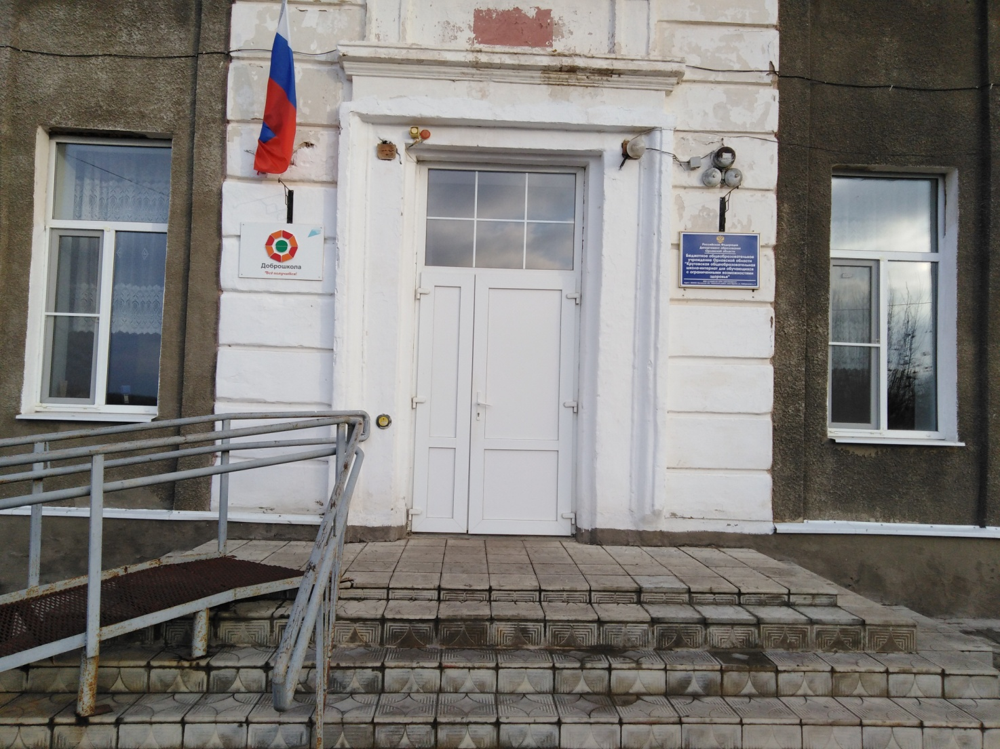 Доброшкола
"Всё получится!"
Российская Федерация
Департамент образования
Орловской области
Бюджетное общеобразовательное
учреждение Орловской области
"Крутовская общеобразовательная
школа-интернат для обучающихся
с ограниченными возможностями
здоровья"